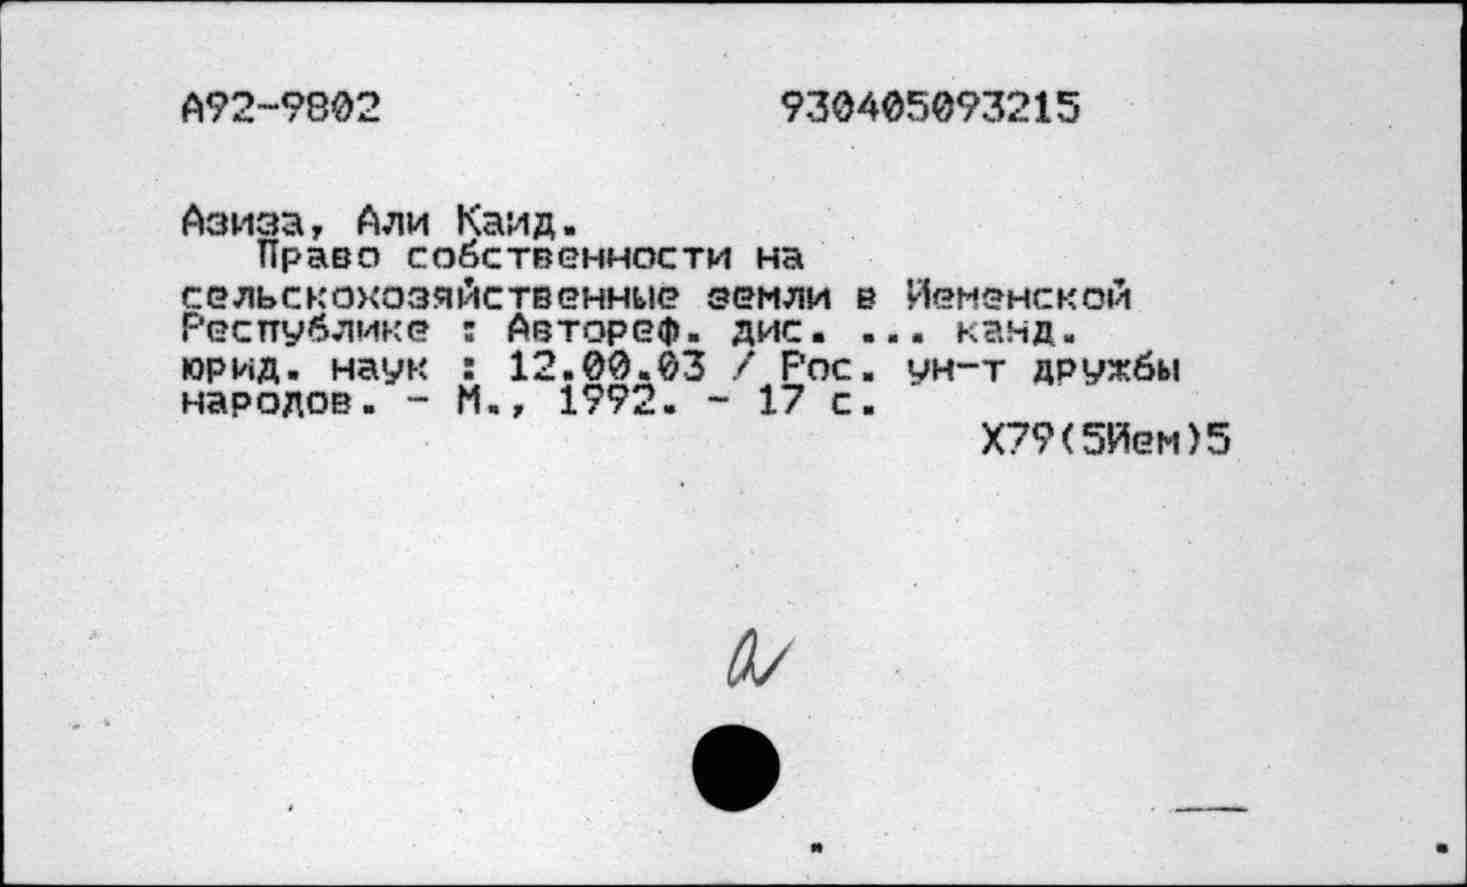 А92-9802 930405093215
Азиза, Али Каид.
Право собственности на
сельскохозяйственные земли в Йеменской
Республике : Автореф. дис. ... канд.
юрид. наук : 12.00.03 / Рос. ун-т дружбы
народов. - М., 1992. - 17 с.
Х79(5Йем)5